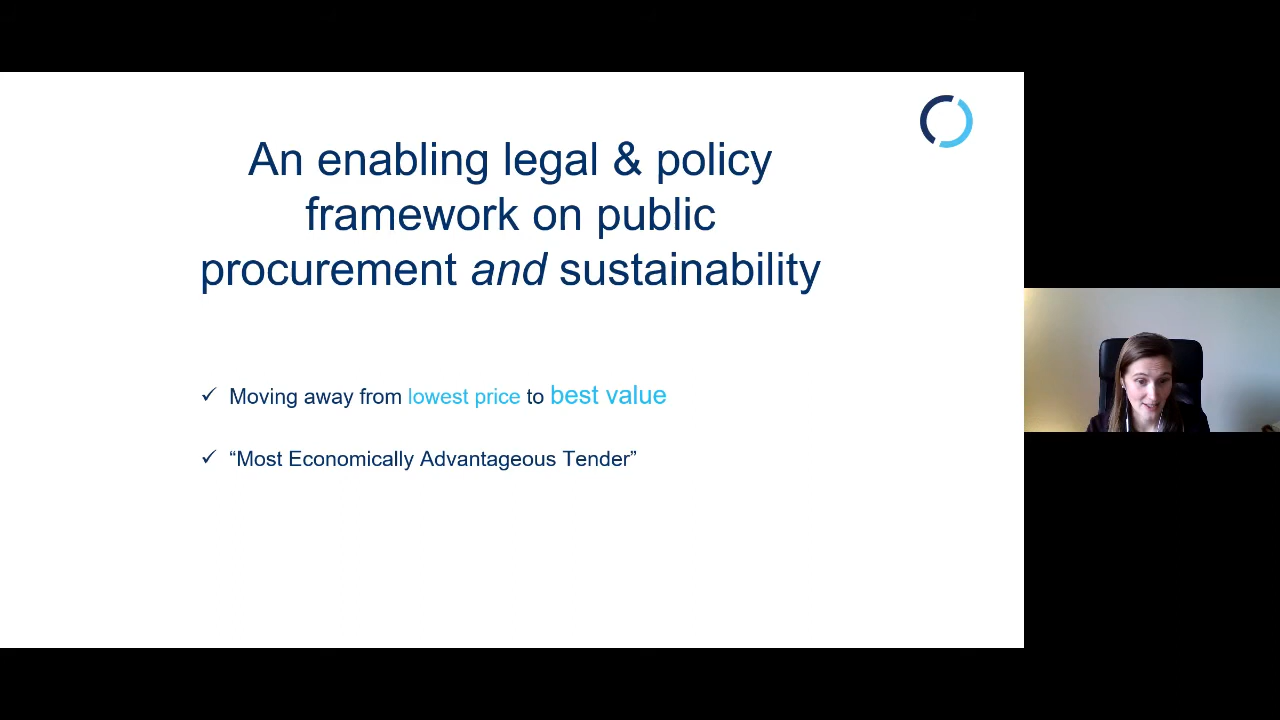 An enabling legal & policy
framework on public
procurement and sustainability
✓ Moving away from lowest price to best value
✓ “Most Economically Advantageous Tender”